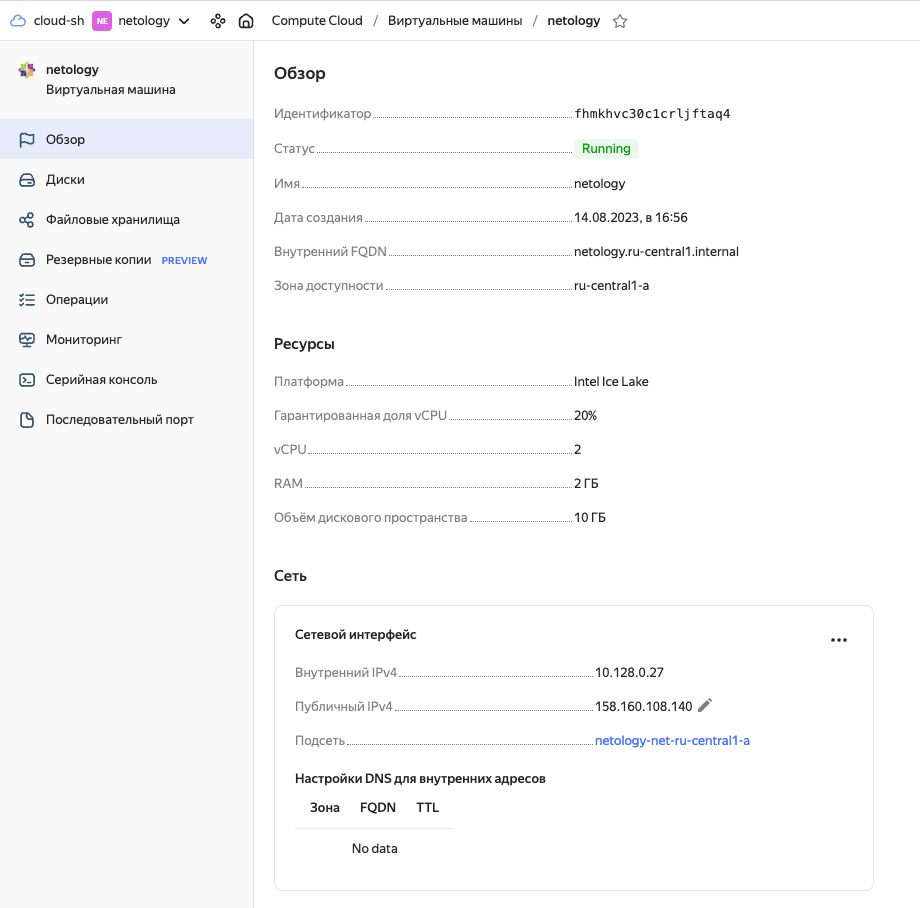 cloud-sh NE netology Compute Cloud / Виртуальные машины / netology
netology
Виртуальная машина
Обзор
Диски
Файловые хранилища
Резервные копии PREVIEW
Операции
Мониторинг
Серийная консоль
Последовательный порт
Обзор
Идентификатор fhmkhvc30c1crljftaq4
Статус Running
Имя netology
Дата создания 14.08.2023, в 16:56
Внутренний FQDN netology.ru-central1.internal
Зона доступности ru-central1-a
Ресурсы
Платформа Intel Ice Lake
Гарантированная доля vCPU 20%
vCPU 2
RAM 2 ГБ
Объём дискового пространства 10 ГБ
Сеть
Сетевой интерфейс
Внутренний IPv4 10.128.0.27
Публичный IPv4 158.160.108.140
Подсеть netology-net-ru-central1-a
Настройки DNS для внутренних адресов
Зона FQDN TTL
No data